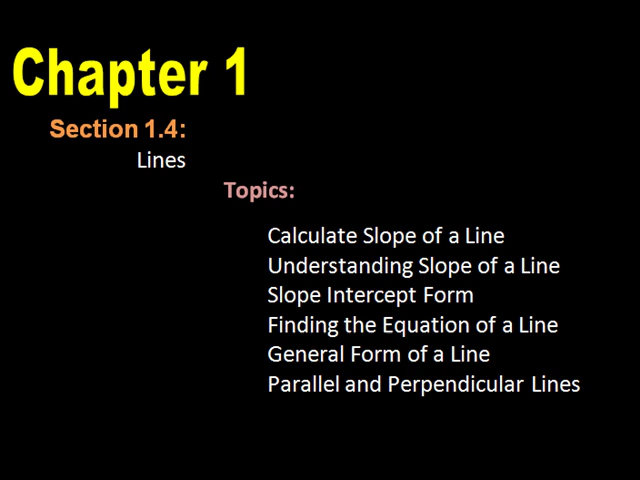 Chapter 1
Section 1.4:
Lines
Topics:
Calculate Slope of a Line
Understanding Slope of a Line
Slope Intercept Form
Finding the Equation of a Line
General Form of a Line
Parallel and Perpendicular Lines